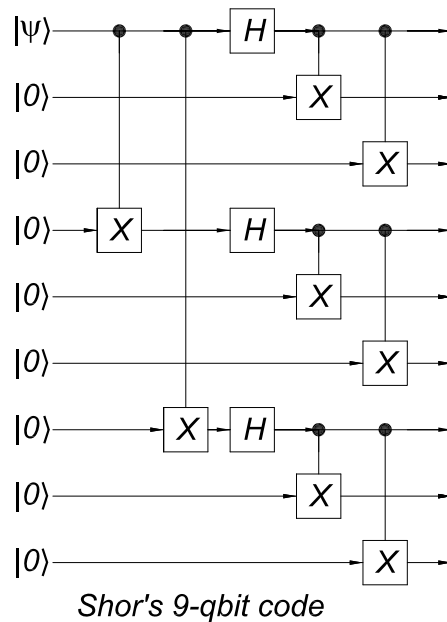 |ψ⟩ H
|0⟩ X
|0⟩ X
|0⟩ X H
|0⟩ X
|0⟩ X
|0⟩ X H
|0⟩ X
|0⟩ X
Shor's 9-qbit code